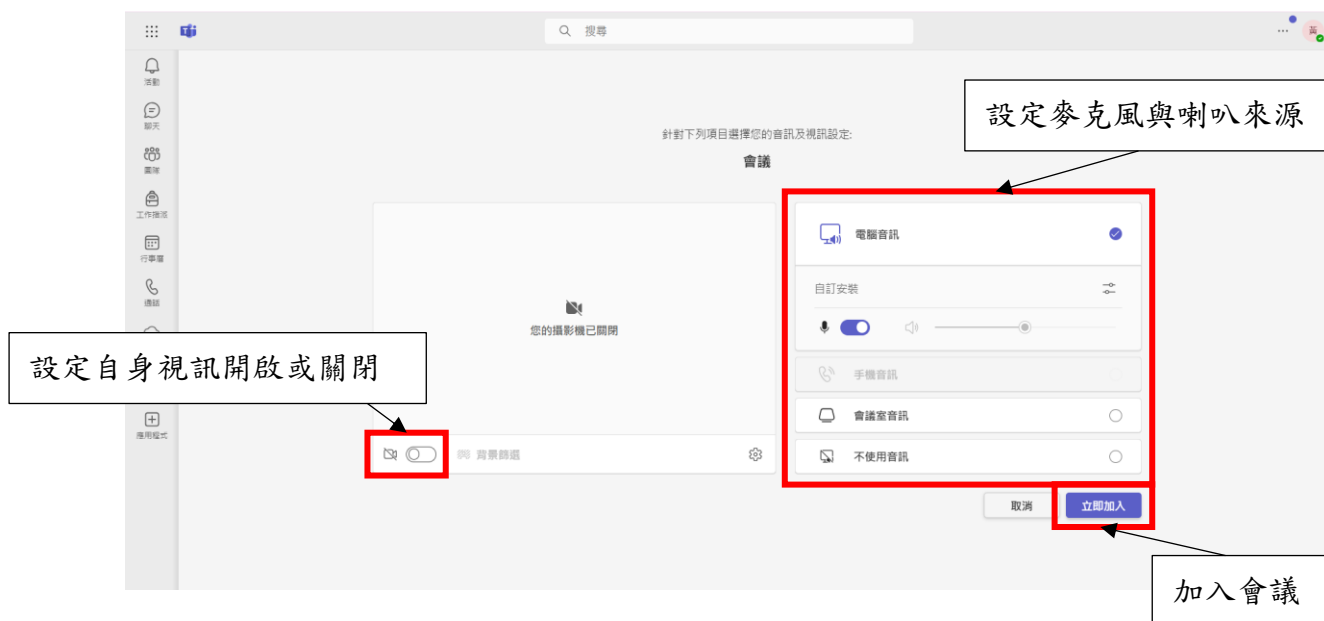 搜尋
黃
活動
聊天
團隊
工作指派
行事曆
通話
應用程式
設定麥克風與喇叭來源
針對下列項目選擇您的音訊及視訊設定:
會議
您的攝影機已關閉
設定自身視訊開啟或關閉
背景篩選
電腦音訊
自訂安裝
手機音訊
會議室音訊
不使用音訊
取消
立即加入
加入會議